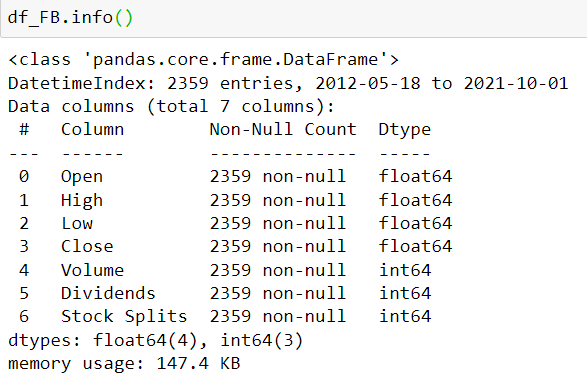 df_FB.info()
<class 'pandas.core.frame.DataFrame'>
DatetimeIndex: 2359 entries, 2012-05-18 to 2021-10-01
Data columns (total 7 columns):
 #   Column        Non-Null Count  Dtype
---  ------        --------------  -----
 0   Open          2359 non-null   float64
 1   High          2359 non-null   float64
 2   Low           2359 non-null   float64
 3   Close         2359 non-null   float64
 4   Volume        2359 non-null   int64
 5   Dividends     2359 non-null   int64
 6   Stock Splits  2359 non-null   int64
dtypes: float64(4), int64(3)
memory usage: 147.4 KB